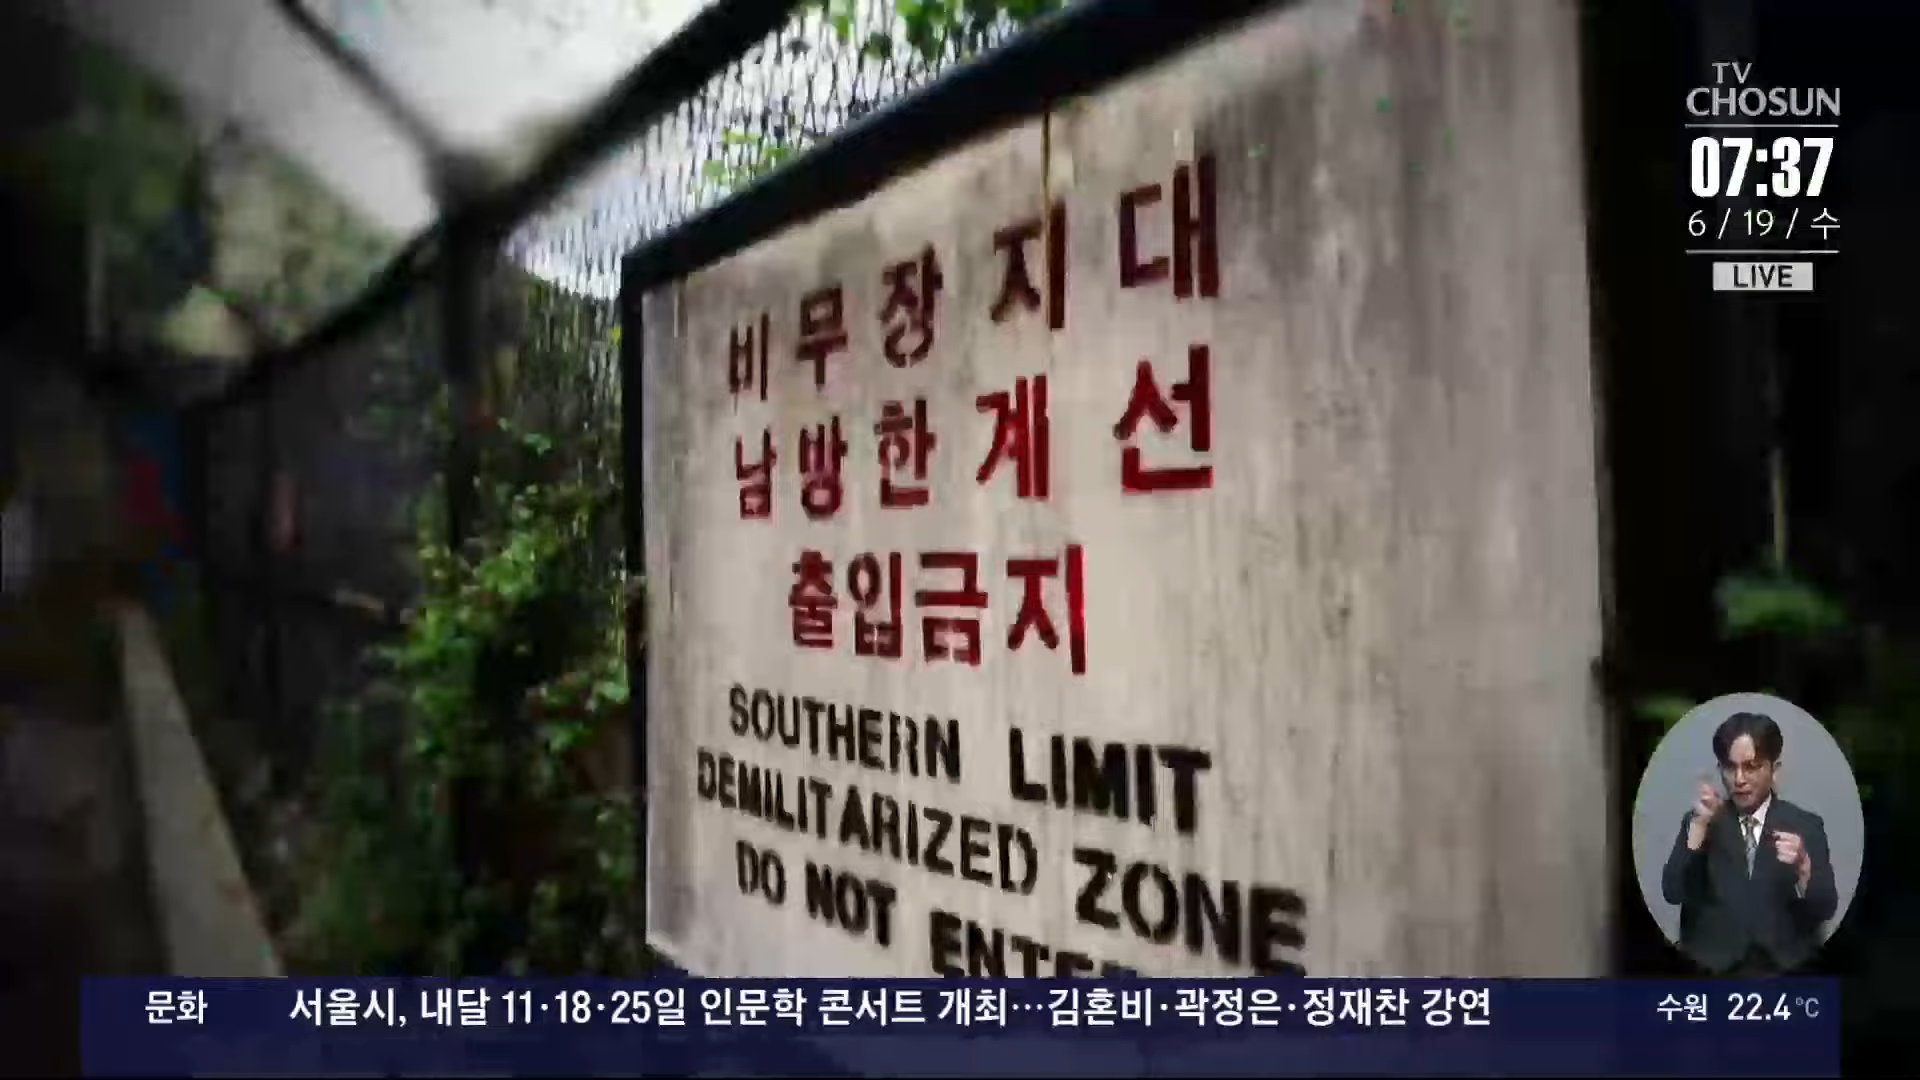 TV
CHOSUN
07:37
6 / 19 / 수
LIVE
비무장지대
남방한계선
출입금지
SOUTHERN LIMIT
DEMILITARIZED ZONE
DO NOT ENTER
문화 서울시, 내달 11·18·25일 인문학 콘서트 개최…김혼비·곽정은·정재찬 강연 수원 22.4℃